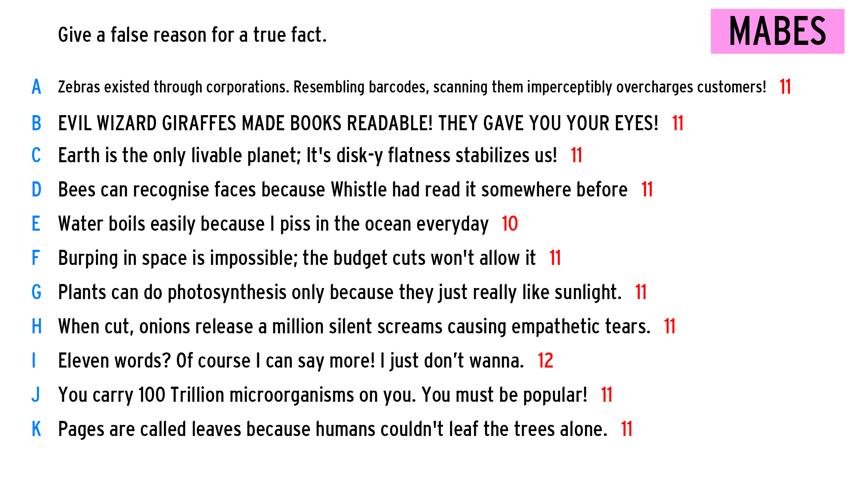 Give a false reason for a true fact.
MABES
A Zebras existed through corporations. Resembling barcodes, scanning them imperceptibly overcharges customers! 11
B EVIL WIZARD GIRAFFES MADE BOOKS READABLE! THEY GAVE YOU YOUR EYES! 11
C Earth is the only livable planet; It's disk-y flatness stabilizes us! 11
D Bees can recognise faces because Whistle had read it somewhere before 11
E Water boils easily because I piss in the ocean everyday 10
F Burping in space is impossible; the budget cuts won't allow it 11
G Plants can do photosynthesis only because they just really like sunlight. 11
H When cut, onions release a million silent screams causing empathetic tears. 11
I Eleven words? Of course I can say more! I just don’t wanna. 12
J You carry 100 Trillion microorganisms on you. You must be popular! 11
K Pages are called leaves because humans couldn't leaf the trees alone. 11